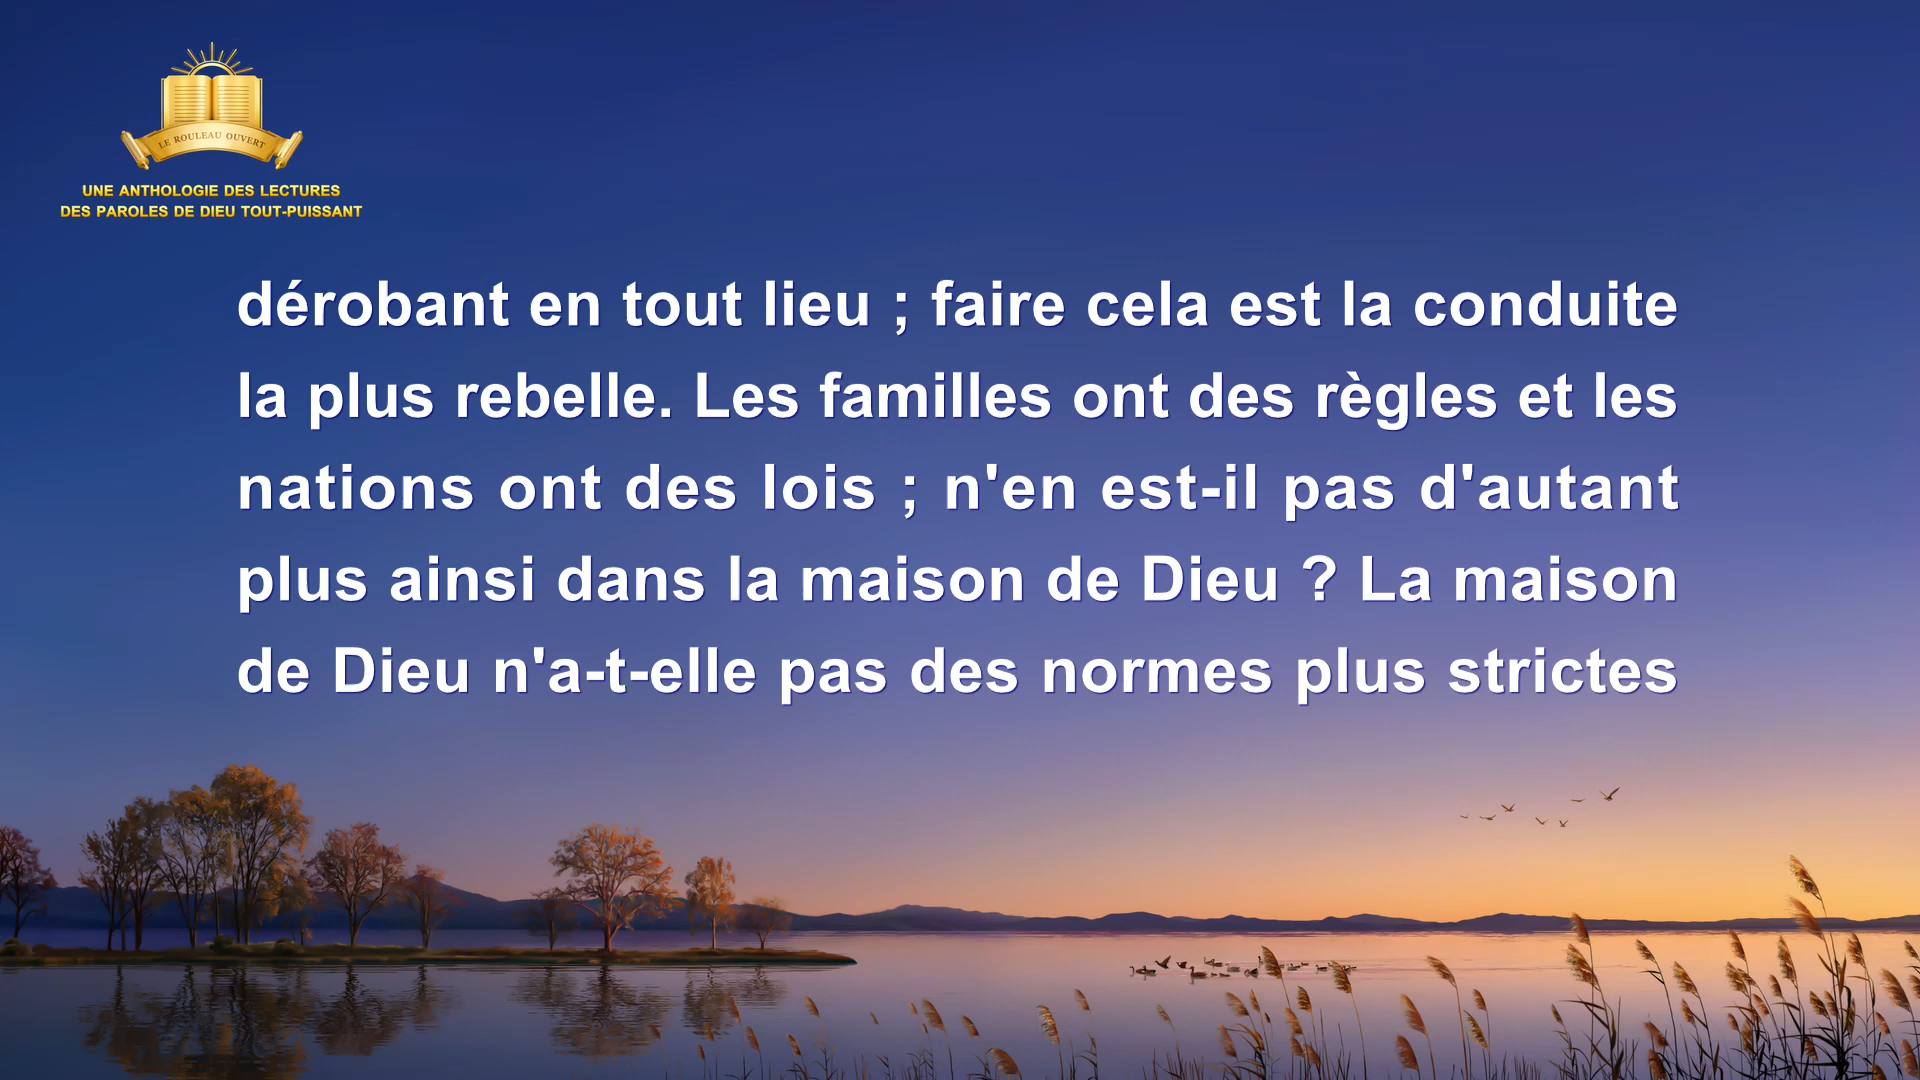 LE ROULEAU OUVERT
UNE ANTHOLOGIE DES LECTURES
DES PAROLES DE DIEU TOUT-PUISSANT
dérobant en tout lieu ; faire cela est la conduite
la plus rebelle. Les familles ont des règles et les
nations ont des lois ; n'en est-il pas d'autant
plus ainsi dans la maison de Dieu ? La maison
de Dieu n'a-t-elle pas des normes plus strictes